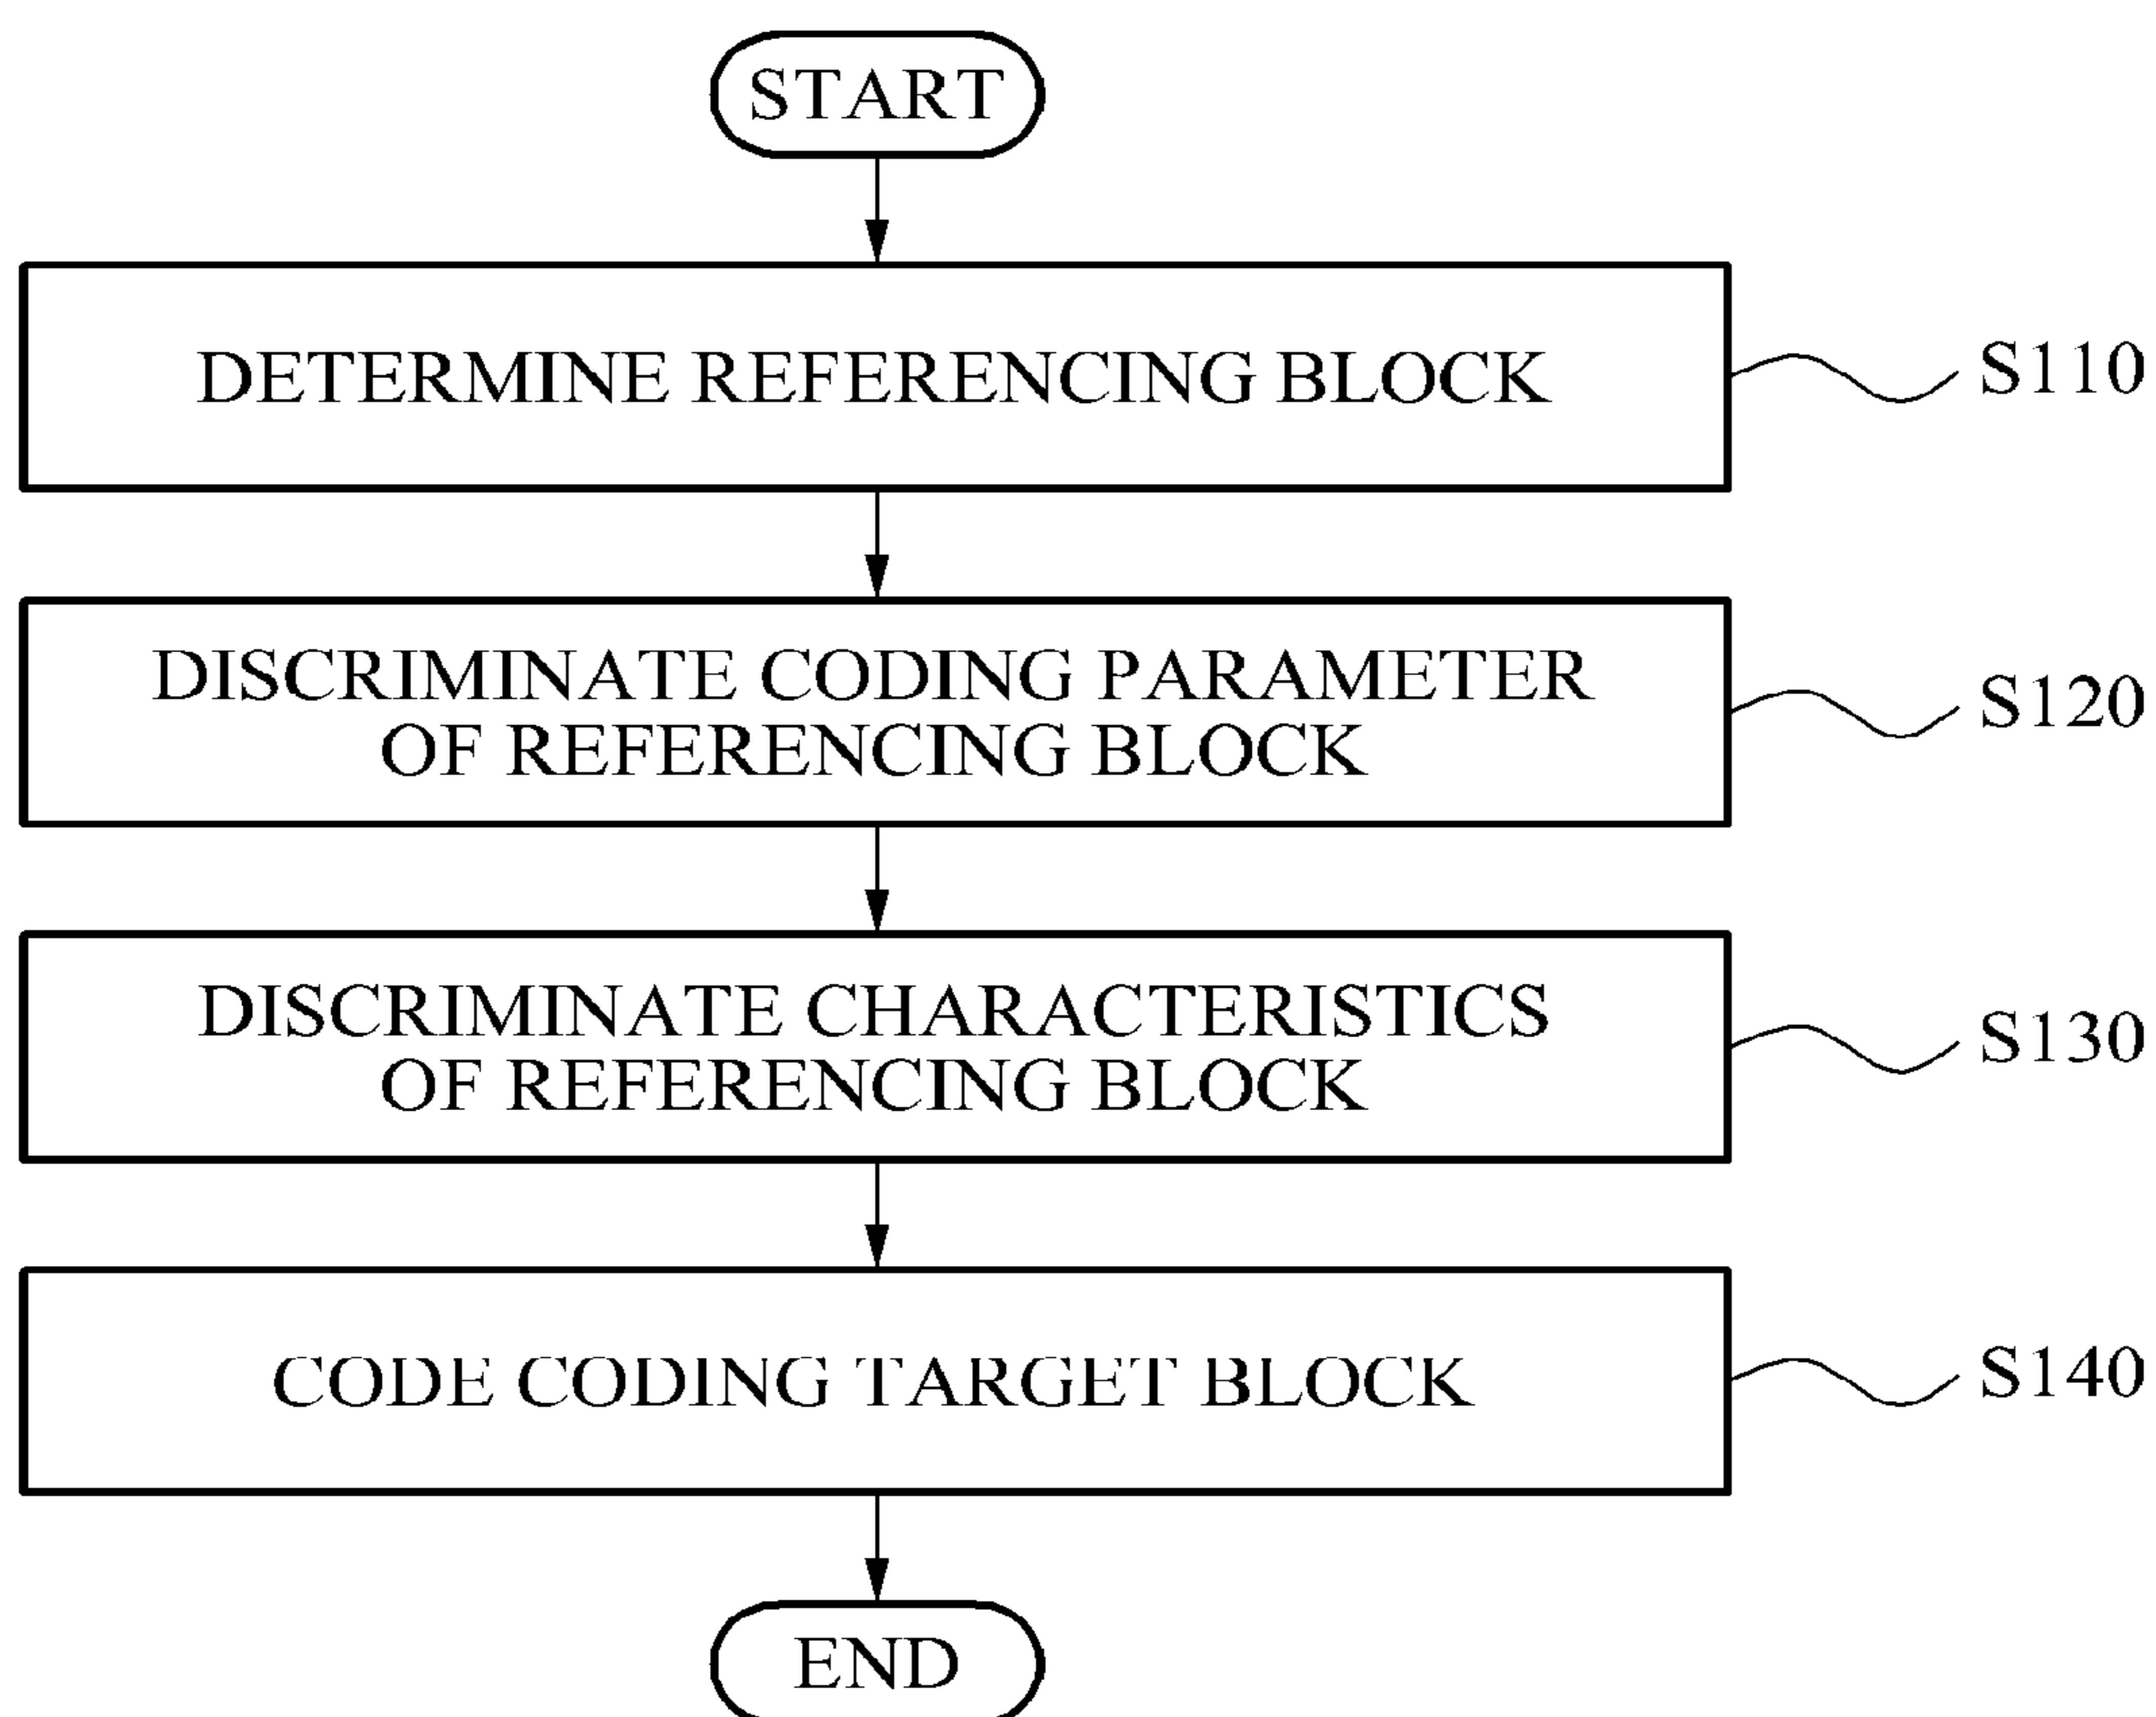 START
DETERMINE REFERENCING BLOCK
S110
DISCRIMINATE CODING PARAMETER
OF REFERENCING BLOCK
S120
DISCRIMINATE CHARACTERISTICS
OF REFERENCING BLOCK
S130
CODE CODING TARGET BLOCK
S140
END